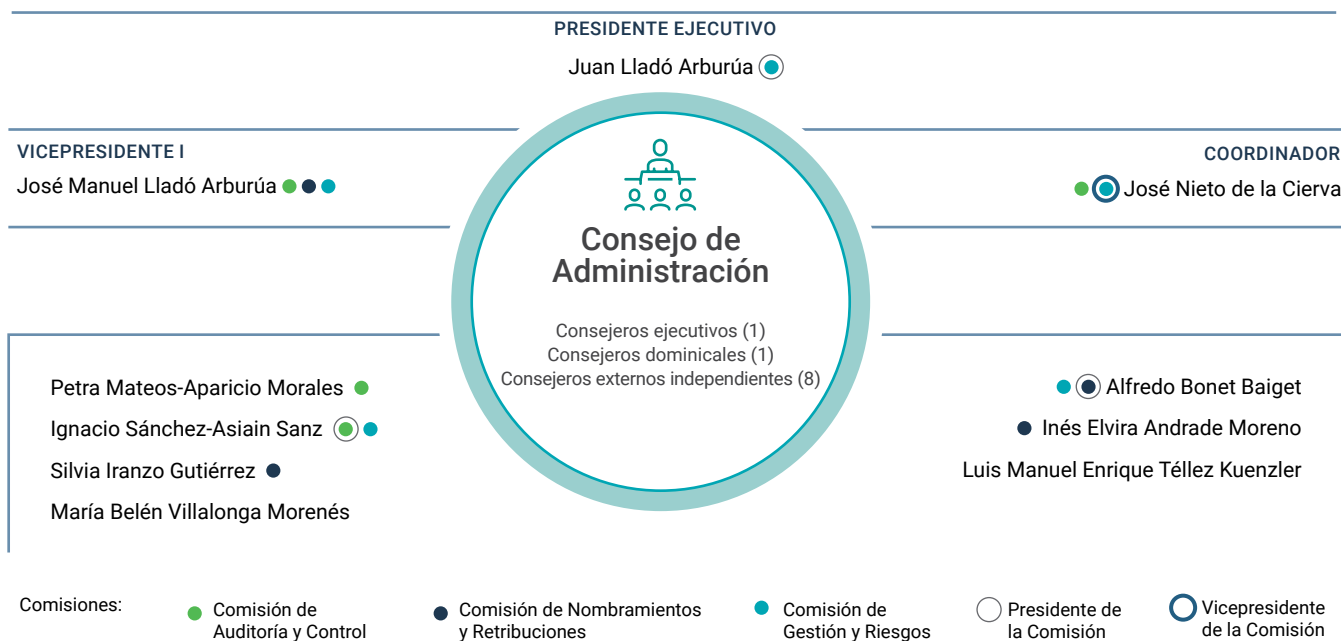 PRESIDENTE EJECUTIVO
Juan Lladó Arburúa
VICEPRESIDENTE I
José Manuel Lladó Arburúa
COORDINADOR
José Nieto de la Cierva
Consejo de
Administración
Consejeros ejecutivos (1)
Consejeros dominicales (1)
Consejeros externos independientes (8)
Petra Mateos-Aparicio Morales
Ignacio Sánchez-Asiain Sanz
Silvia Iranzo Gutiérrez
María Belén Villalonga Morenés
Alfredo Bonet Baiget
Inés Elvira Andrade Moreno
Luis Manuel Enrique Téllez Kuenzler
Comisiones:
Comisión de
Auditoría y Control
Comisión de Nombramientos
y Retribuciones
Comisión de
Gestión y Riesgos
Presidente de
la Comisión
Vicepresidente
de la Comisión